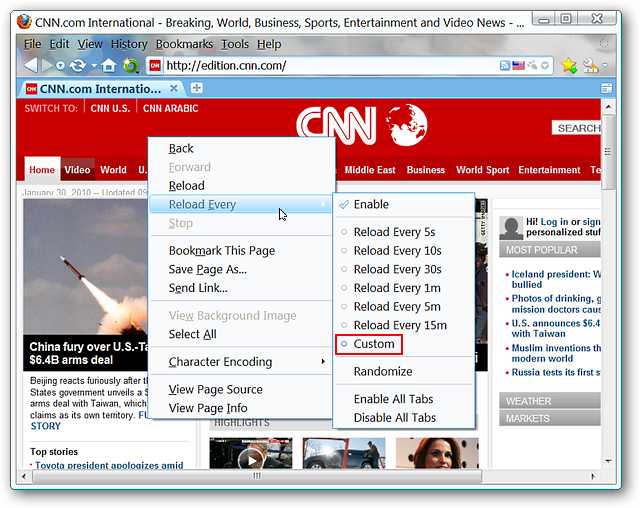 CNN.com International - Breaking, World, Business, Sports, Entertainment and Video News - ...
File Edit View History Bookmarks Tools Help
CNN http://edition.cnn.com/
CNN CNN.com Internatio...
SWITCH TO: CNN U.S. CNN ARABIC
CNN
SEARCH
Home Video World U. Middle East Business World Sport Entertainment Te
January 30, 2010 -- Updated 09
Back
Forward
Reload
Reload Every
Stop
Bookmark This Page
Save Page As...
Send Link...
View Background Image
Select All
Character Encoding
View Page Source
View Page Info
Enable
Reload Every 5s
Reload Every 10s
Reload Every 30s
Reload Every 1m
Reload Every 5m
Reload Every 15m
Custom
Randomize
Enable All Tabs
Disable All Tabs
China fury over U.S.-Ta
$6.4B arms deal
Beijing reacts furiously after th
States government unveils a $
arms deal with Taiwan, which
claims as its own territory. FU
STORY
Top stories
Toyota president apologizes amid
HIGHLIGHTS
GETTY IMAGES
Hi! Log in or sign
personalized stuf
MOST POPULAR
Iceland president: W
bullied
Photos of drinking, g
mission doctors caus
U.S. announces $6.4
with Taiwan
Muslim inventions th
modern world
Russia tests its first s
WEATHER
MARKETS